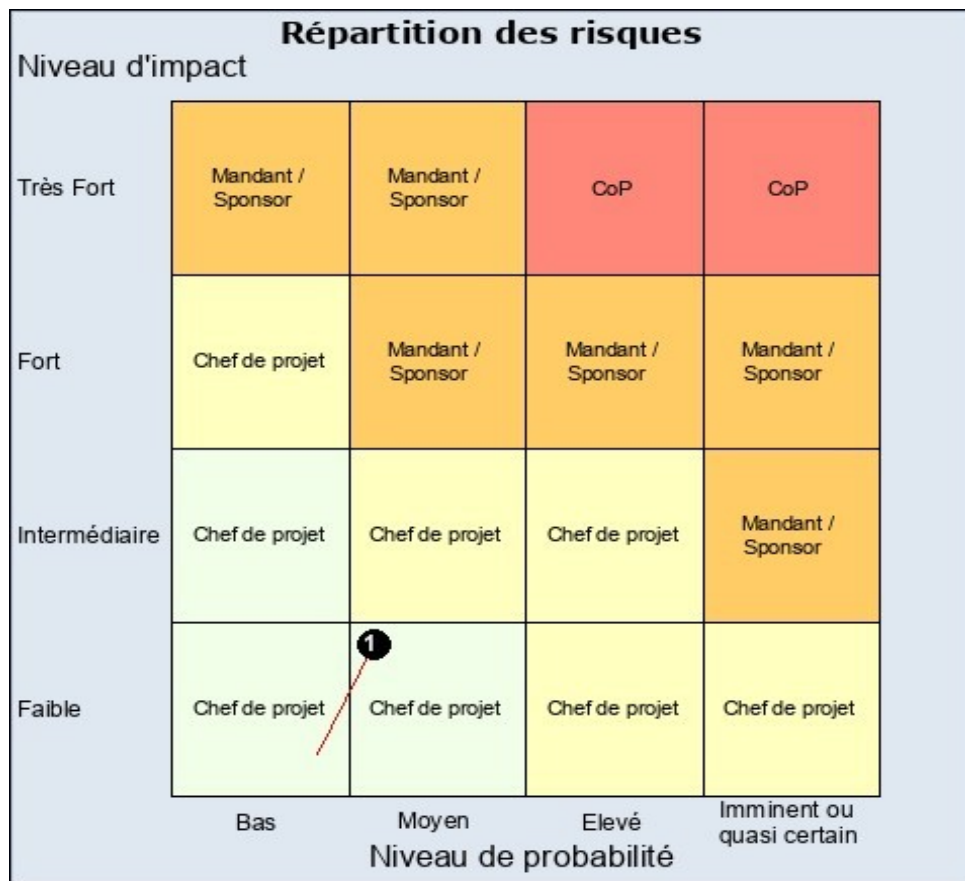 Répartition des risques
Niveau d'impact
Très Fort
Mandant /
Sponsor
Mandant /
Sponsor
CoP
CoP
Fort
Chef de projet
Mandant /
Sponsor
Mandant /
Sponsor
Mandant /
Sponsor
Intermédiaire
Chef de projet
Chef de projet
Chef de projet
Mandant /
Sponsor
1
Faible
Chef de projet
Chef de projet
Chef de projet
Chef de projet
Bas
Moyen
Elevé
Imminent ou
quasi certain
Niveau de probabilité